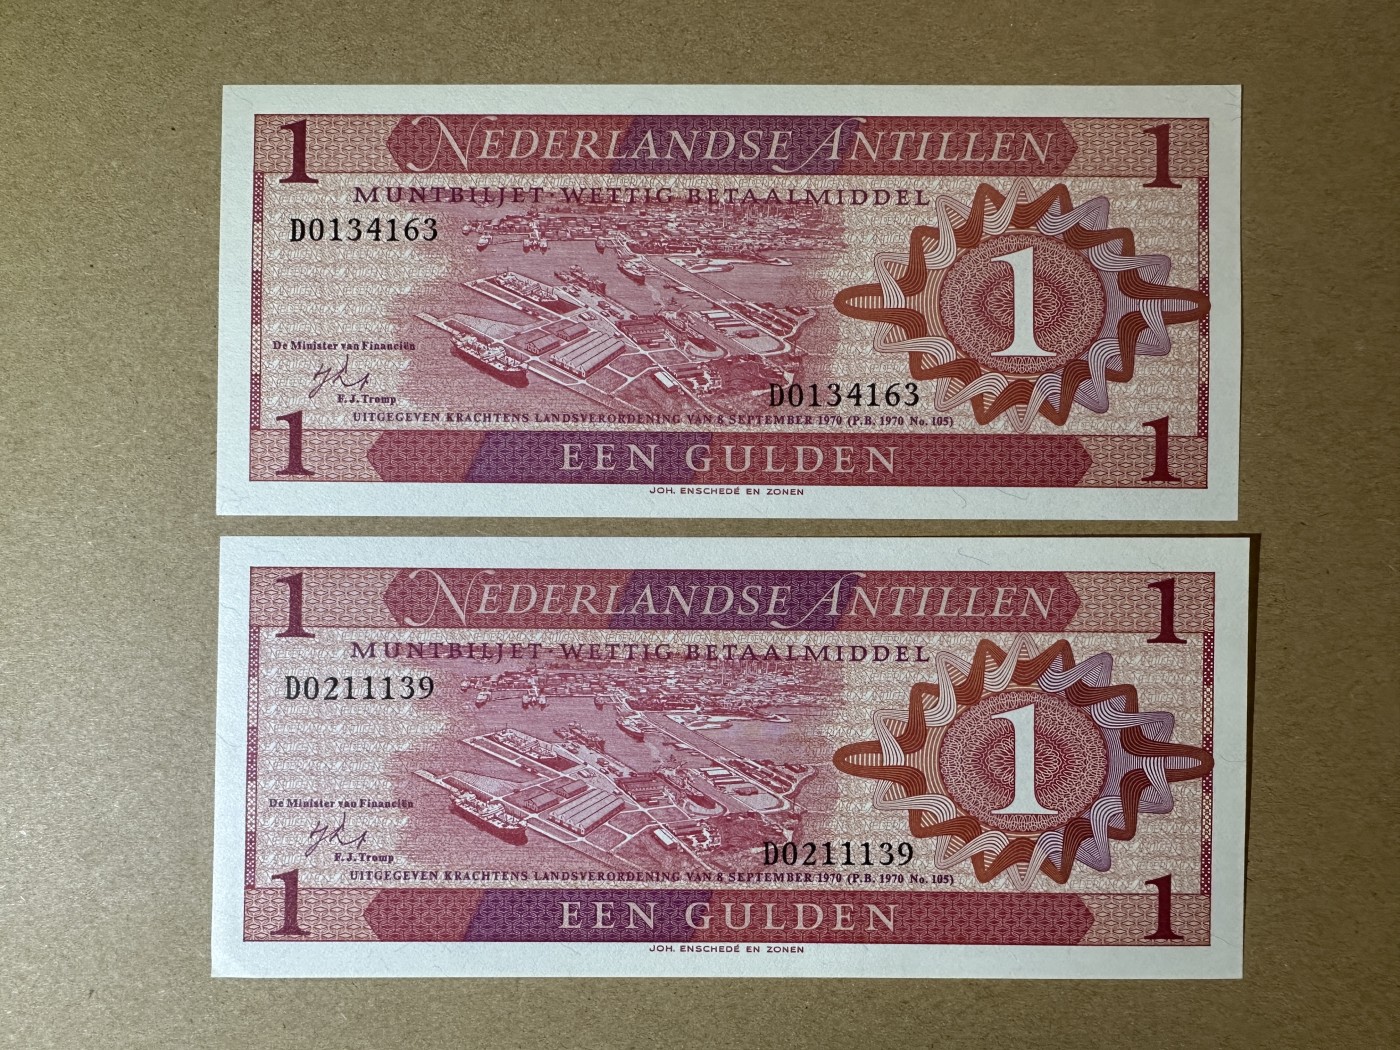 1 NEDERLANDSE ANTILLEN 1
MUNTBILJET·WETTIG BETAALMIDDEL
D0134163
1
De Minister van Financiën
F. J. Tromp
D0134163
UITGEGEVEN KRACHTENS LANDSVERORDENING VAN 8 SEPTEMBER 1970 (P.B. 1970 No. 105)
1 EEN GULDEN 1
JOH. ENSCHEDÉ EN ZONEN
1 NEDERLANDSE ANTILLEN 1
MUNTBILJET·WETTIG BETAALMIDDEL
D0211139
1
De Minister van Financiën
F. J. Tromp
D0211139
UITGEGEVEN KRACHTENS LANDSVERORDENING VAN 8 SEPTEMBER 1970 (P.B. 1970 No. 105)
1 EEN GULDEN 1
JOH. ENSCHEDÉ EN ZONEN